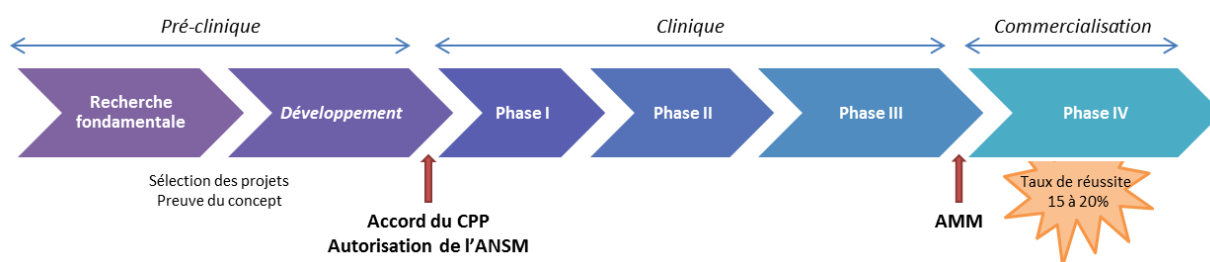 Pré-clinique
Clinique
Commercialisation
Recherche
fondamentale
Développement
Phase I
Phase II
Phase III
Phase IV
Sélection des projets
Preuve du concept
Accord du CPP
Autorisation de l'ANSM
AMM
Taux de réussite
15 à 20%